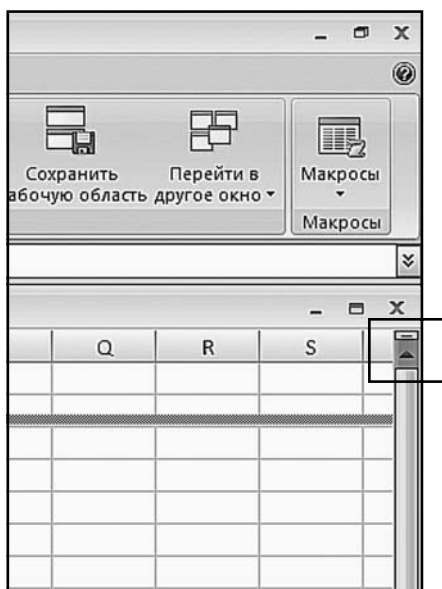 Сохранить
абочую область
Перейти в
другое окно
Макросы
Макросы
Q R S